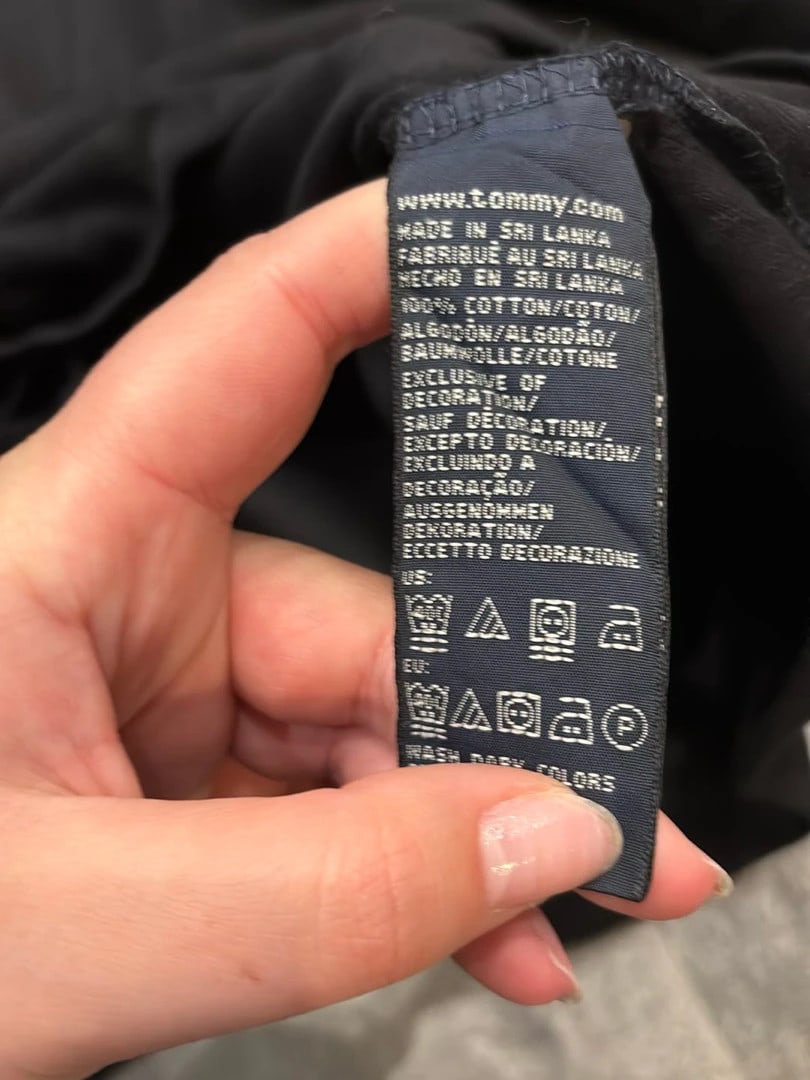 www.tommy.com
MADE IN SRI LANKA
FABRIQUÉ AU SRI LANKA
HECHO EN SRI LANKA
100% COTTON/COTON/
ALGODÓN/ALGODÃO/
BAUMWOLLE/COTONE
EXCLUSIVE OF
DECORATION/
SAUF DÉCORATION/
EXCEPTO DECORACIÓN/
EXCLUINDO A
DECORAÇÃO/
AUSGENOMMEN
DEKORATION/
ECCETTO DECORAZIONE
US:
EU:
P
WASH DARK COLORS